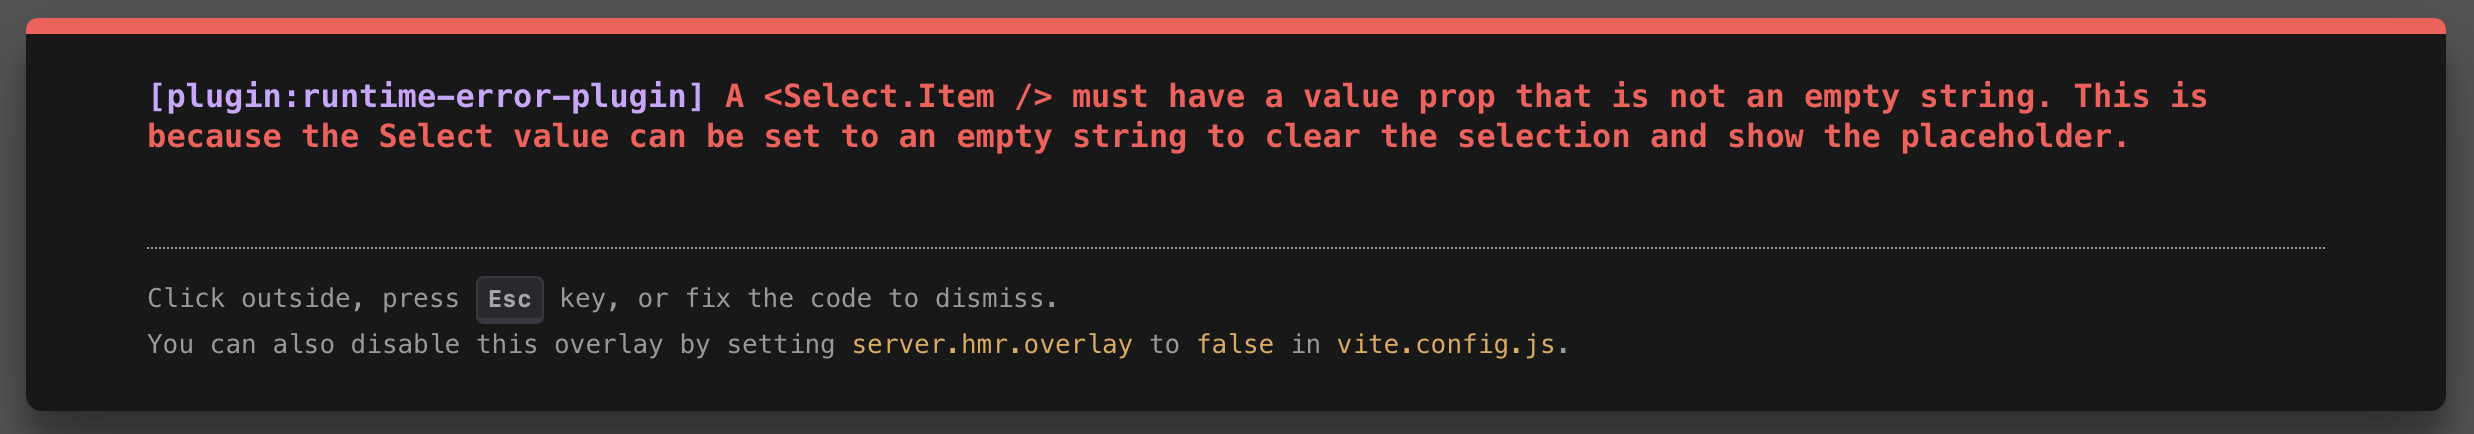 [plugin:runtime-error-plugin] A <Select.Item /> must have a value prop that is not an empty string. This is
because the Select value can be set to an empty string to clear the selection and show the placeholder.
Click outside, press Esc key, or fix the code to dismiss.
You can also disable this overlay by setting server.hmr.overlay to false in vite.config.js.